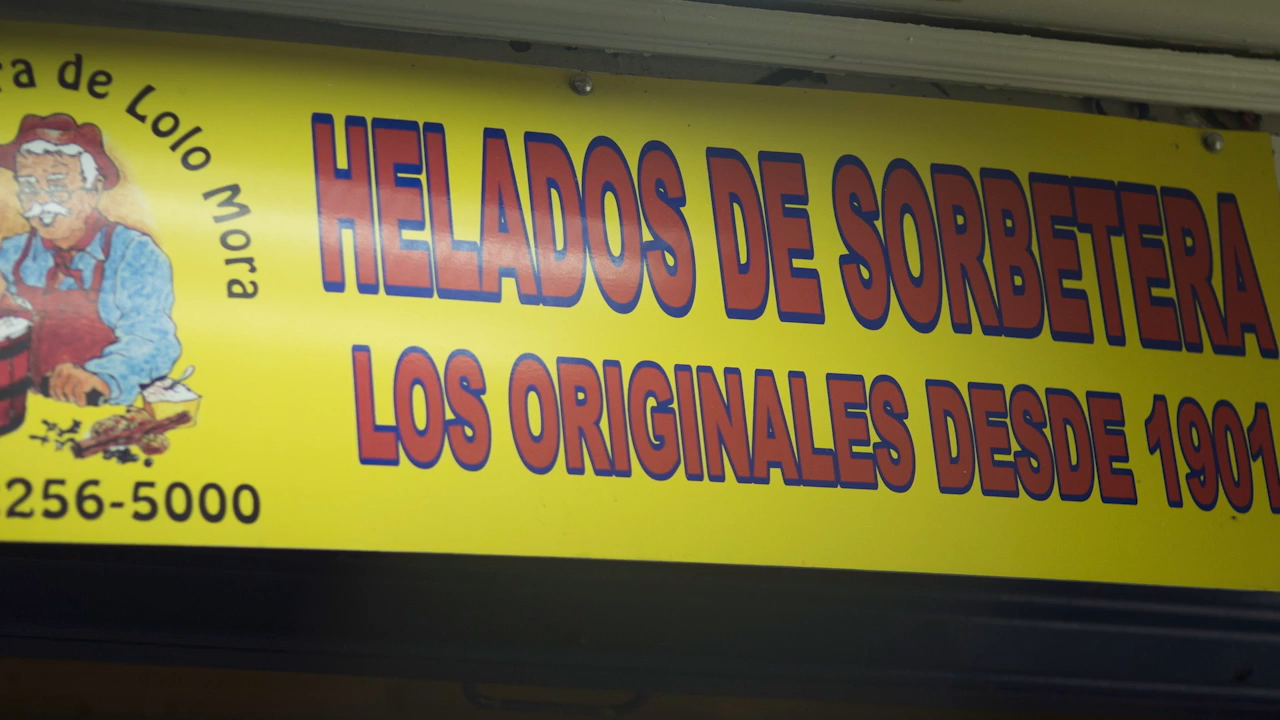 de Lolo Mora
256-5000
HELADOS DE SORBETERA
LOS ORIGINALES DESDE 1901